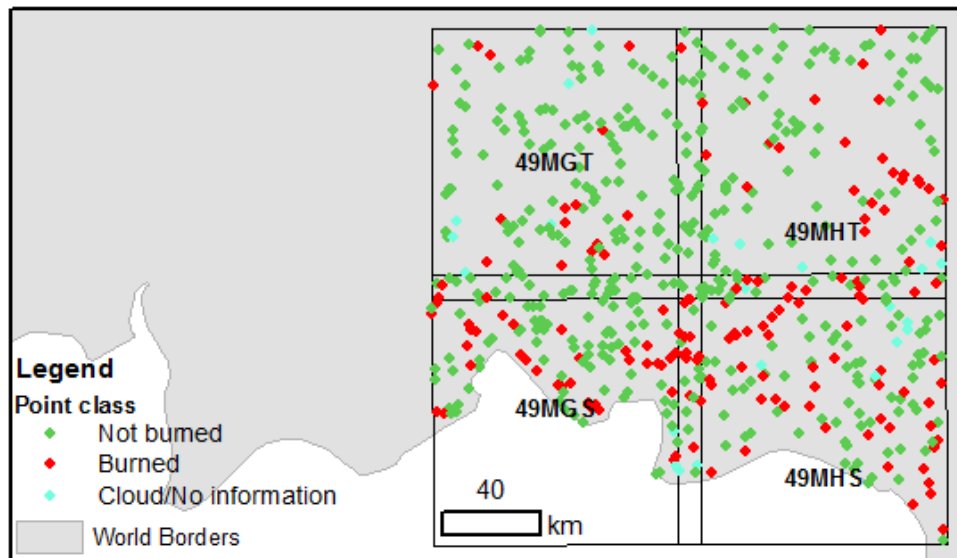 49MGT
49MHT
Legend
Point class
49MGS
Not burned
Burned
40
49MHS
Cloud/No information
km
World Borders